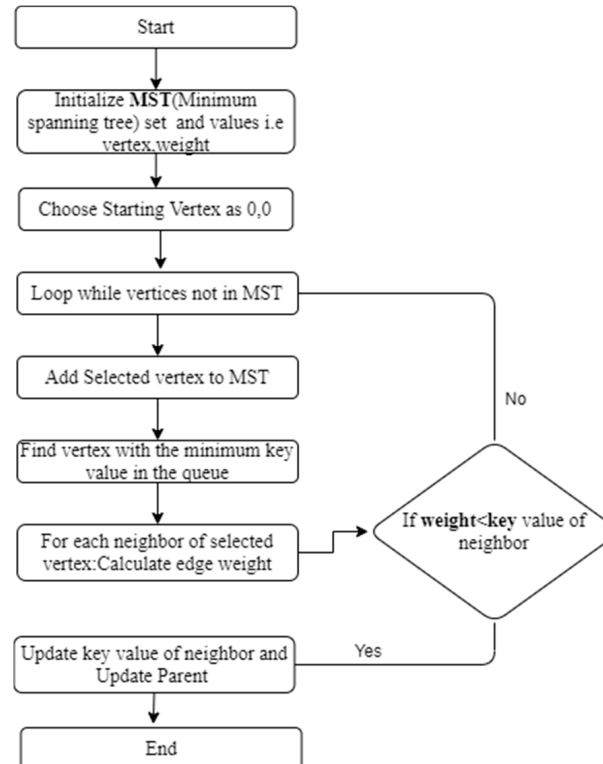 Start
Initialize MST(Minimum
spanning tree) set and values i.e
vertex,weight
Choose Starting Vertex as 0,0
Loop while vertices not in MST
Add Selected vertex to MST
No
Find vertex with the minimum key
value in the queue
If weight<key value of
neighbor
For each neighbor of selected
vertex:Calculate edge weight
Update key value of neighbor and
Update Parent
Yes
End